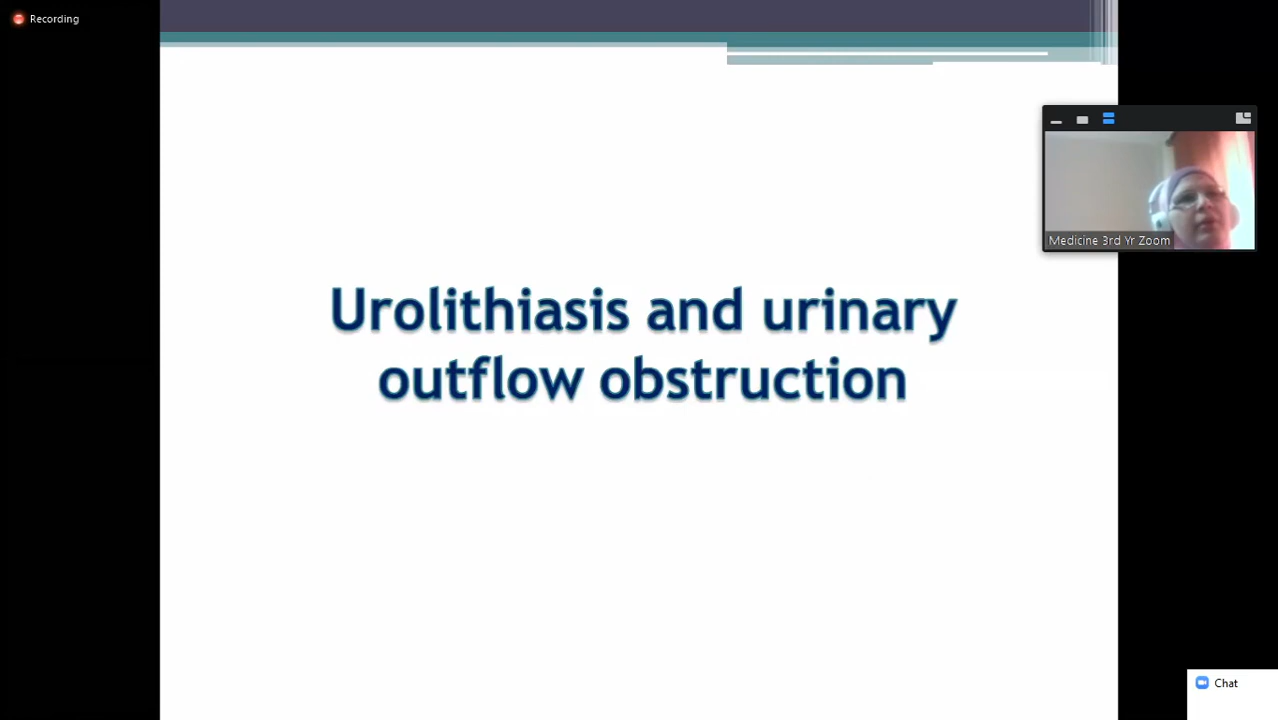 Recording
Medicine 3rd Yr Zoom
Urolithiasis and urinary
outflow obstruction
Chat